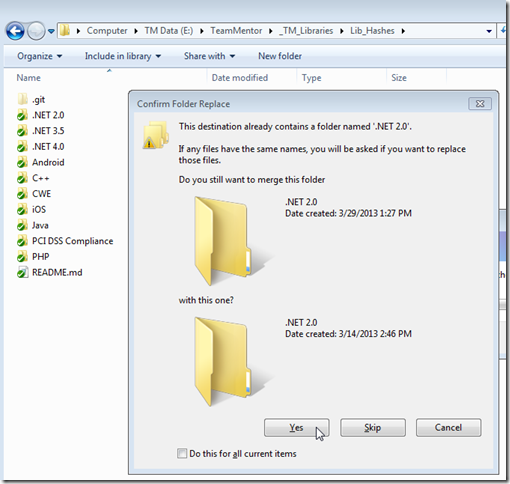 Computer ▸ TM Data (E:) ▸ TeamMentor ▸ _TM_Libraries ▸ Lib_Hashes ▸
Organize Include in library Share with New folder
Name Date modified Type Size
.git
.NET 2.0
.NET 3.5
.NET 4.0
Android
C++
CWE
iOS
Java
PCI DSS Compliance
PHP
README.md
Confirm Folder Replace
This destination already contains a folder named '.NET 2.0'.
If any files have the same names, you will be asked if you want to replace
those files.
Do you still want to merge this folder
.NET 2.0
Date created: 3/29/2013 1:27 PM
with this one?
.NET 2.0
Date created: 3/14/2013 2:46 PM
Yes Skip Cancel
Do this for all current items